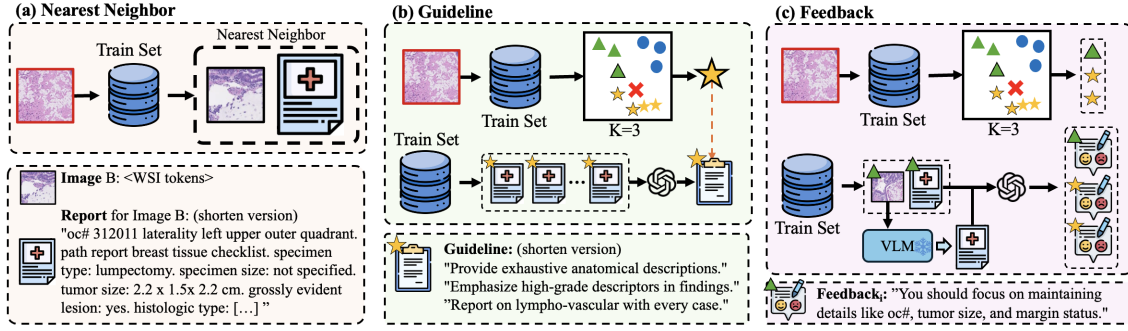 (a) Nearest Neighbor
Train Set
Nearest Neighbor
Image B: <WSI tokens>
Report for Image B: (shorten version)
"oc# 312011 laterality left upper outer quadrant.
path report breast tissue checklist. specimen
type: lumpectomy. specimen size: not specified.
tumor size: 2.2 x 1.5x 2.2 cm. grossly evident
lesion: yes. histologic type: […] ”
(b) Guideline
Train Set
K=3
Train Set
Guideline: (shorten version)
"Provide exhaustive anatomical descriptions."
"Emphasize high-grade descriptors in findings."
”Report on lympho-vascular with every case."
(c) Feedback
Train Set
K=3
Train Set
VLM
Feedbackᵢ: ”You should focus on maintaining
details like oc#, tumor size, and margin status."